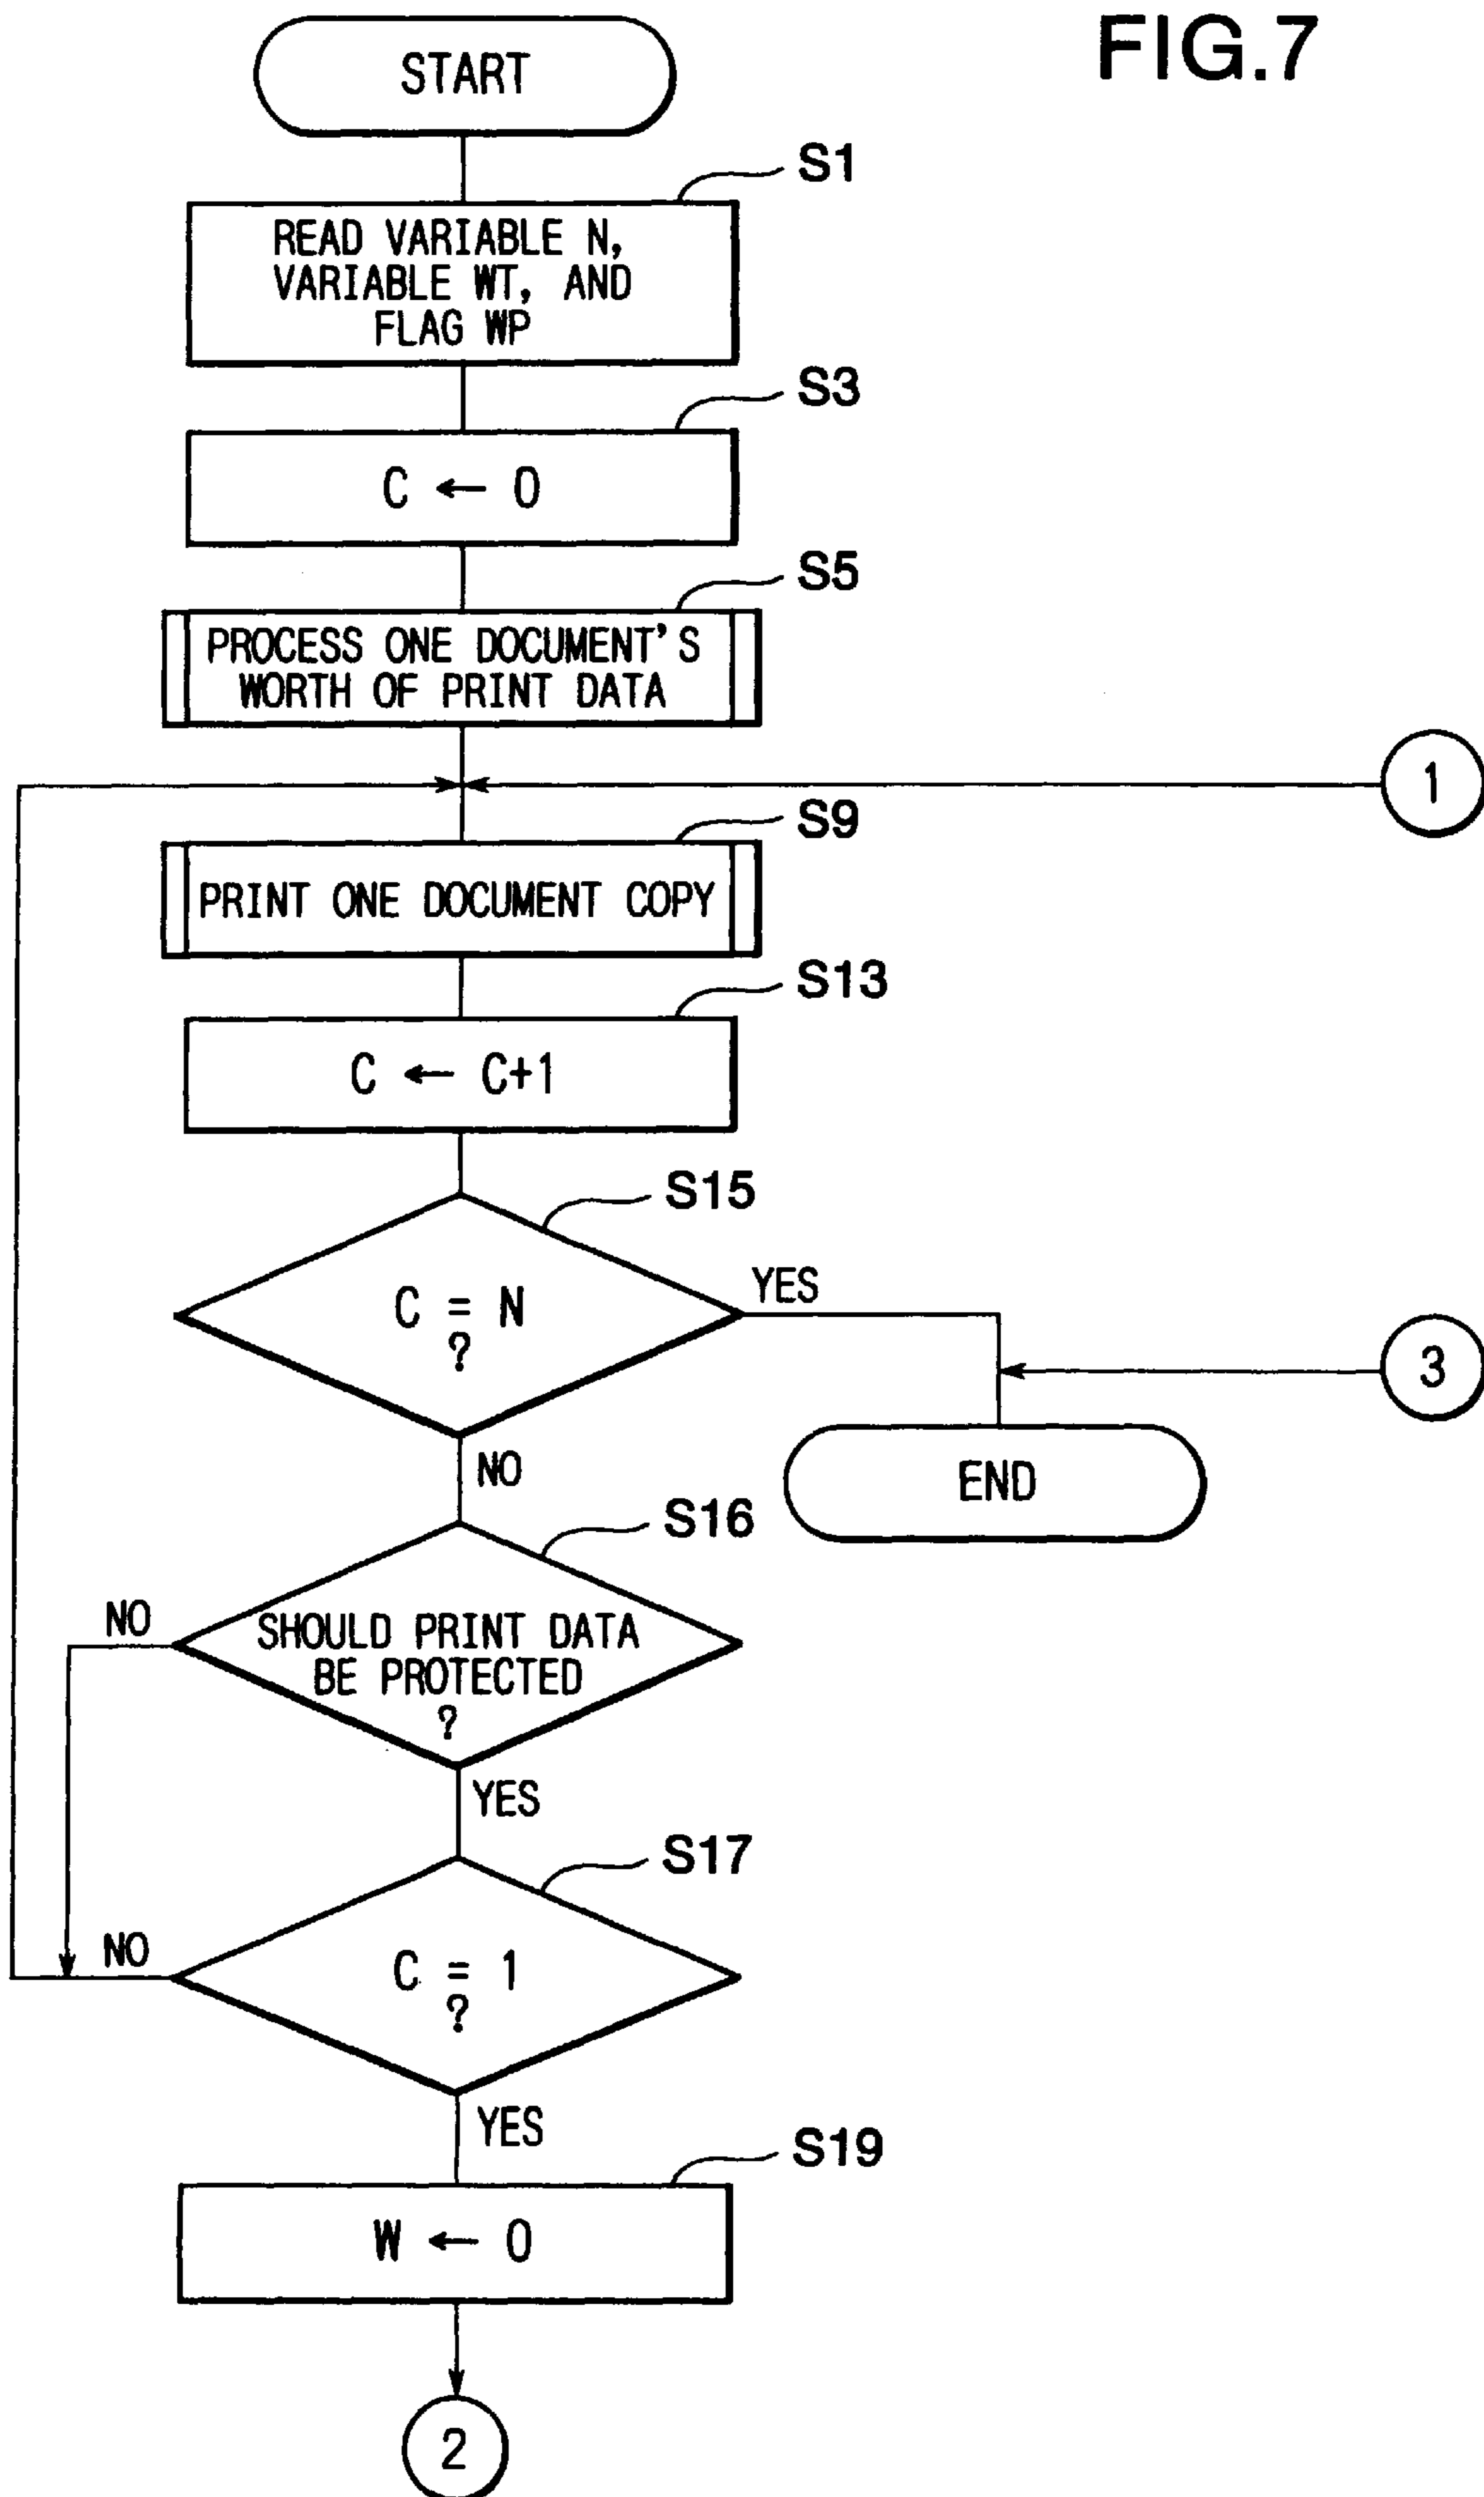 FIG.7
START
S1
READ VARIABLE N,
VARIABLE WT, AND
FLAG WP
S3
C ← 0
S5
PROCESS ONE DOCUMENT'S
WORTH OF PRINT DATA
1
S9
PRINT ONE DOCUMENT COPY
S13
C ← C+1
S15
C = N
?
YES
3
NO
END
S16
NO
SHOULD PRINT DATA
BE PROTECTED
?
YES
S17
NO
C = 1
?
YES
S19
W ← 0
2